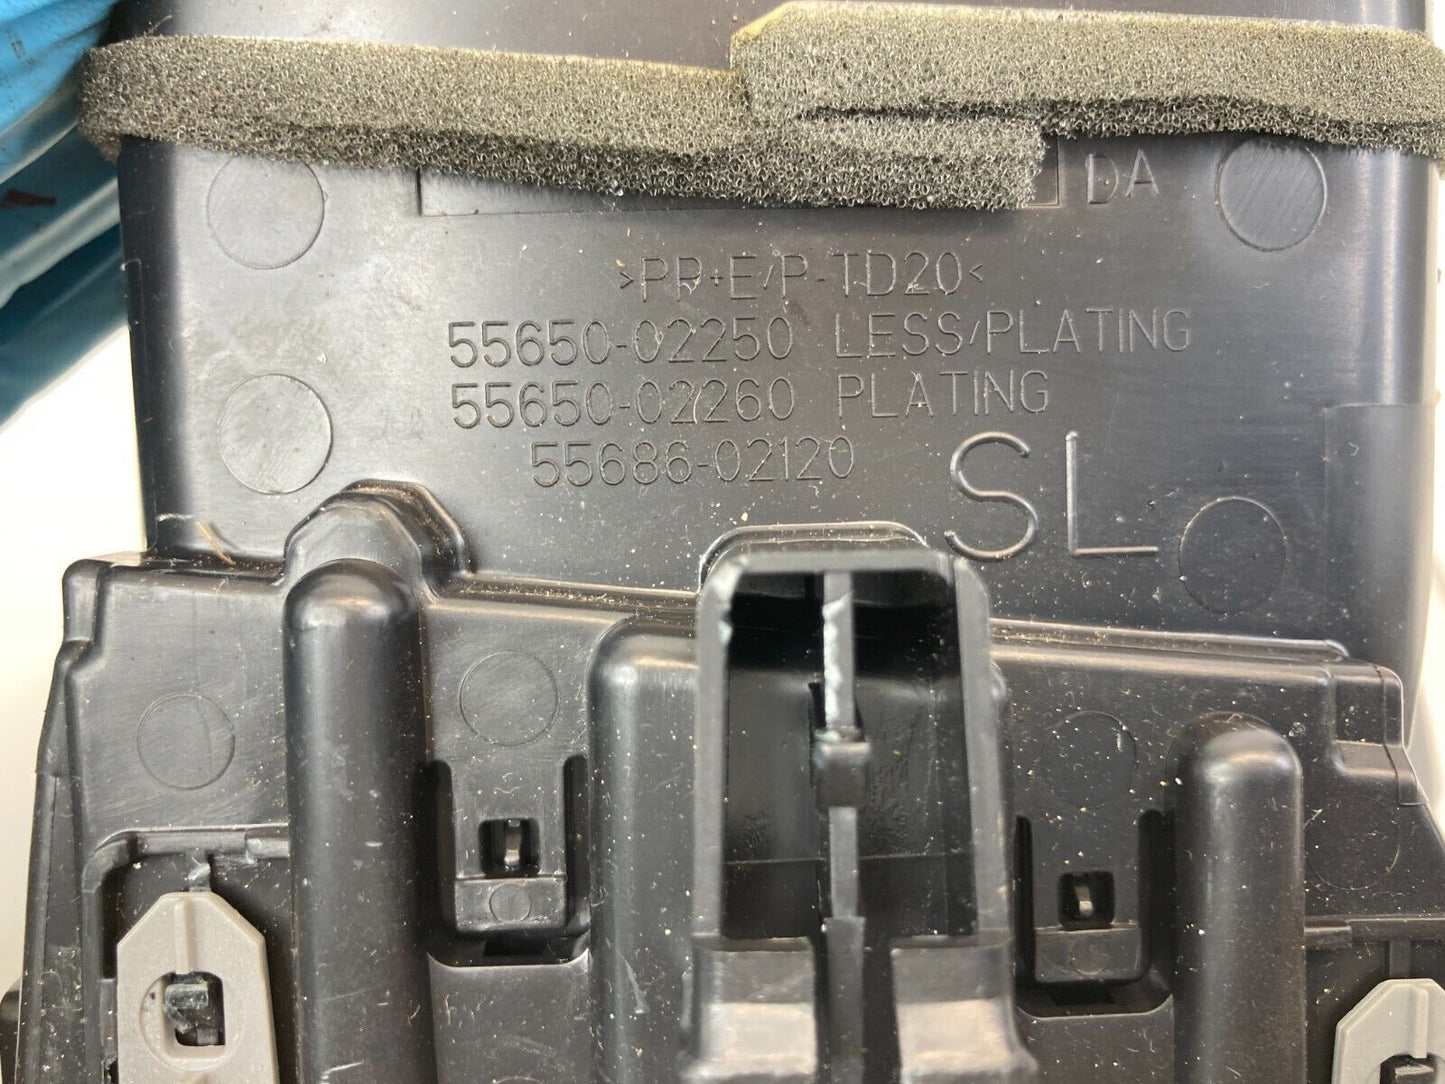 DA
>PP+E/P-TD20<
55650-02250 LESS/PLATING
55650-02260 PLATING
55686-02120
SL